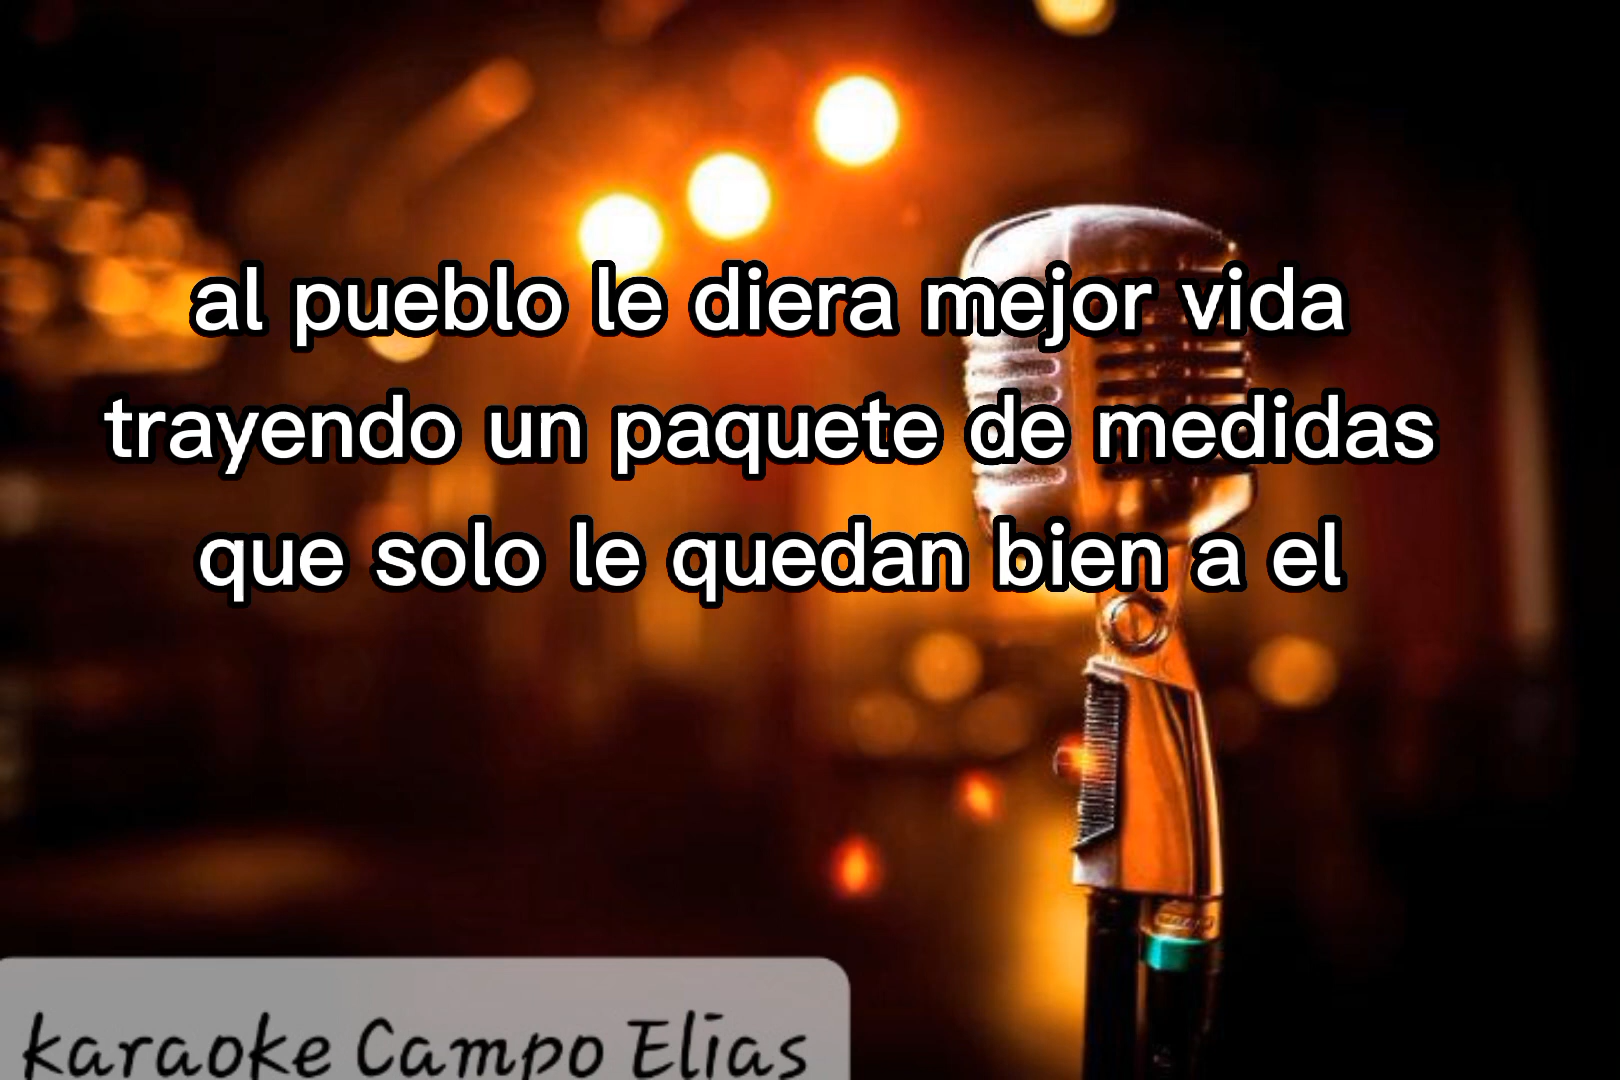 al pueblo le diera mejor vida
trayendo un paquete de medidas
que solo le quedan bien a el
karaoke Campo Elias